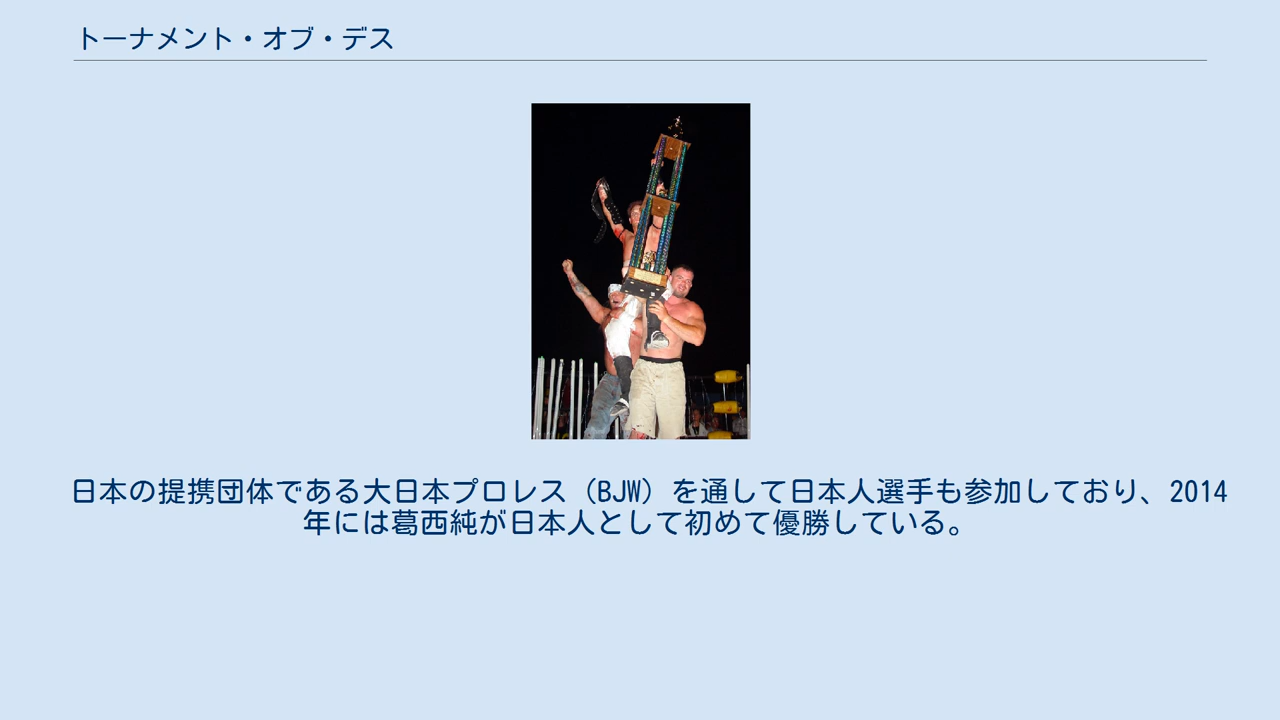 トーナメント・オブ・デス
日本の提携団体である大日本プロレス（BJW）を通して日本人選手も参加しており、2014
年には葛西純が日本人として初めて優勝している。